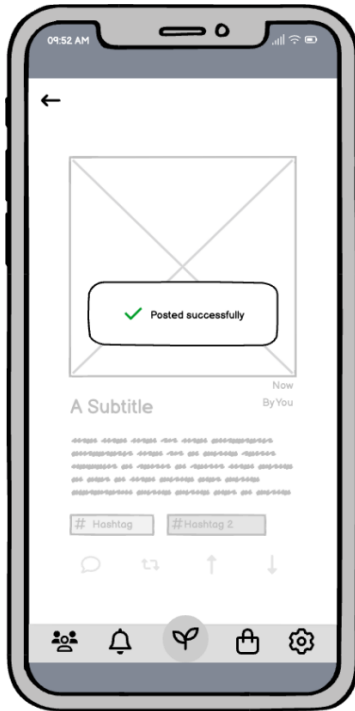 09:52 AM
Posted successfully
Now
A Subtitle
By You
# Hashtag
# Hashtag 2